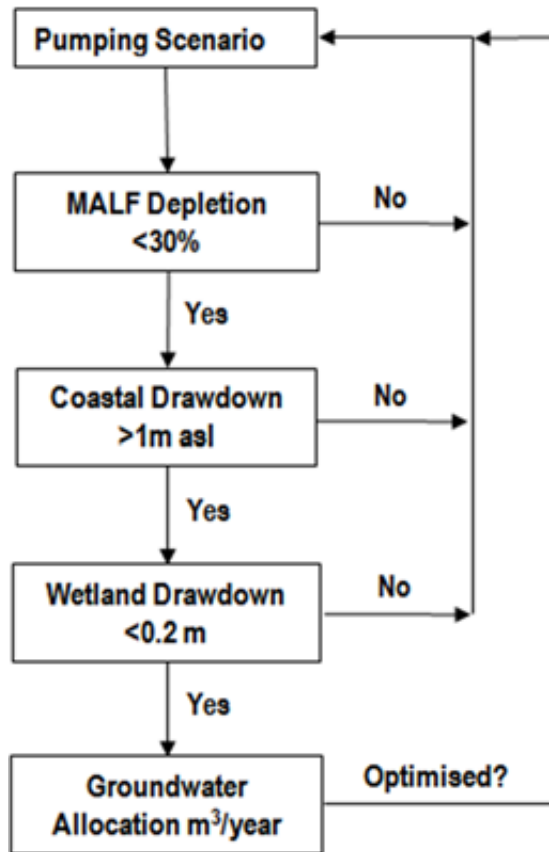 Pumping Scenario
MALF Depletion
<30%
No
Yes
Coastal Drawdown
>1m asl
No
Yes
Wetland Drawdown
<0.2 m
No
Yes
Groundwater
Allocation m³/year
Optimised?